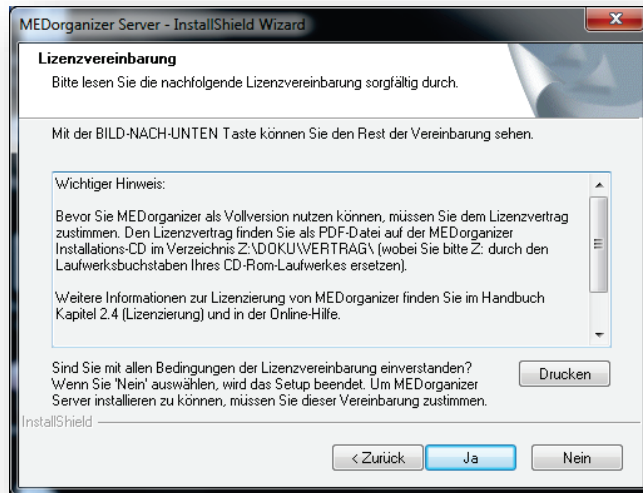 MEDorganizer Server - InstallShield Wizard
Lizenzvereinbarung
Bitte lesen Sie die nachfolgende Lizenzvereinbarung sorgfältig durch.
Mit der BILD-NACH-UNTEN Taste können Sie den Rest der Vereinbarung sehen.
Wichtiger Hinweis:
Bevor Sie MEDorganizer als Vollversion nutzen können, müssen Sie dem Lizenzvertrag
zustimmen. Den Lizenzvertrag finden Sie als PDF-Datei auf der MEDorganizer
Installations-CD im Verzeichnis Z:\DOKU\VERTRAG\ (wobei Sie bitte Z: durch den
Laufwerksbuchstaben Ihres CD-Rom-Laufwerkes ersetzen).
Weitere Informationen zur Lizenzierung von MEDorganizer finden Sie im Handbuch
Kapitel 2.4 (Lizenzierung) und in der Online-Hilfe.
Sind Sie mit allen Bedingungen der Lizenzvereinbarung einverstanden?
Wenn Sie 'Nein' auswählen, wird das Setup beendet. Um MEDorganizer
Server installieren zu können, müssen Sie dieser Vereinbarung zustimmen.
Drucken
InstallShield
< Zurück
Ja
Nein